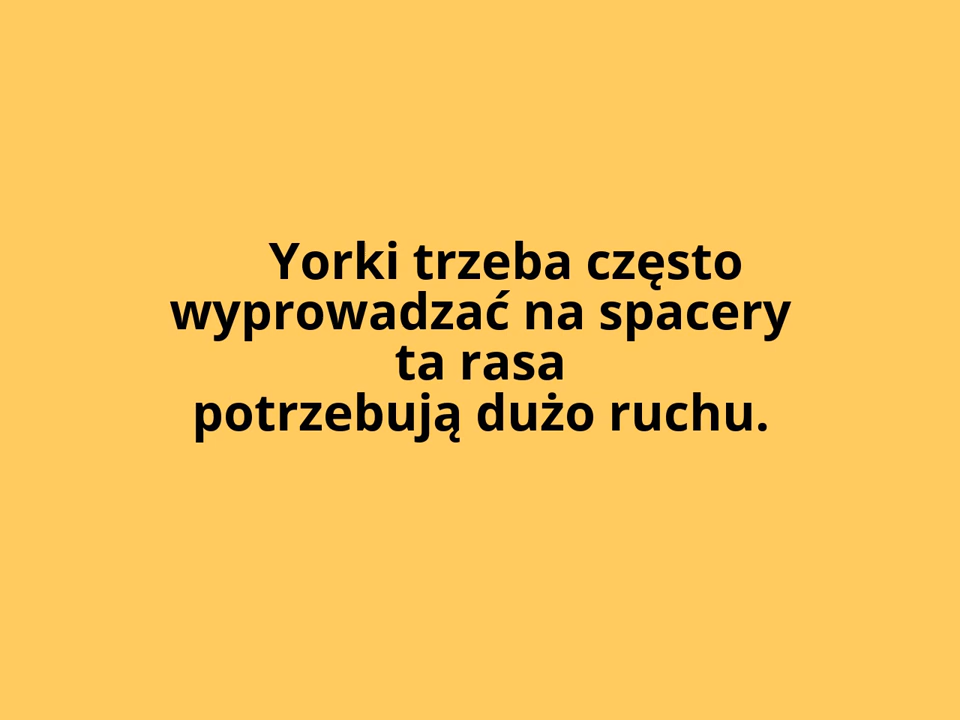 Yorki trzeba często
wyprowadzać na spacery
ta rasa
potrzebują dużo ruchu.